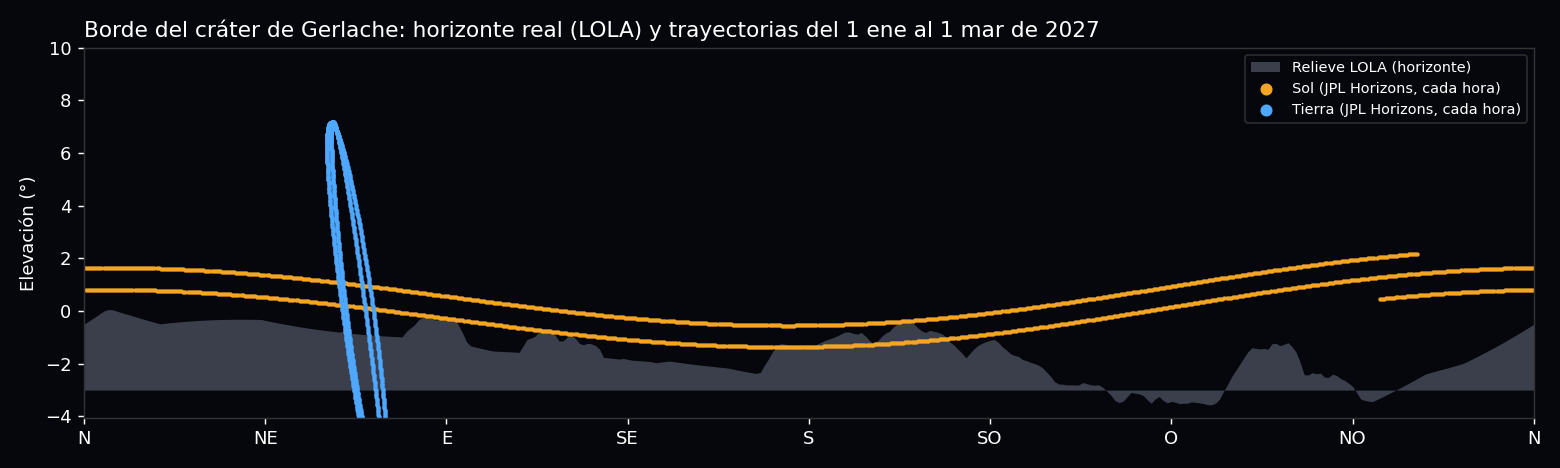 Borde del cráter de Gerlache: horizonte real (LOLA) y trayectorias del 1 ene al 1 mar de 2027
Relieve LOLA (horizonte)
Sol (JPL Horizons, cada hora)
Tierra (JPL Horizons, cada hora)
Elevación (°)
10
8
6
4
2
0
−2
−4
N NE E SE S SO O NO N